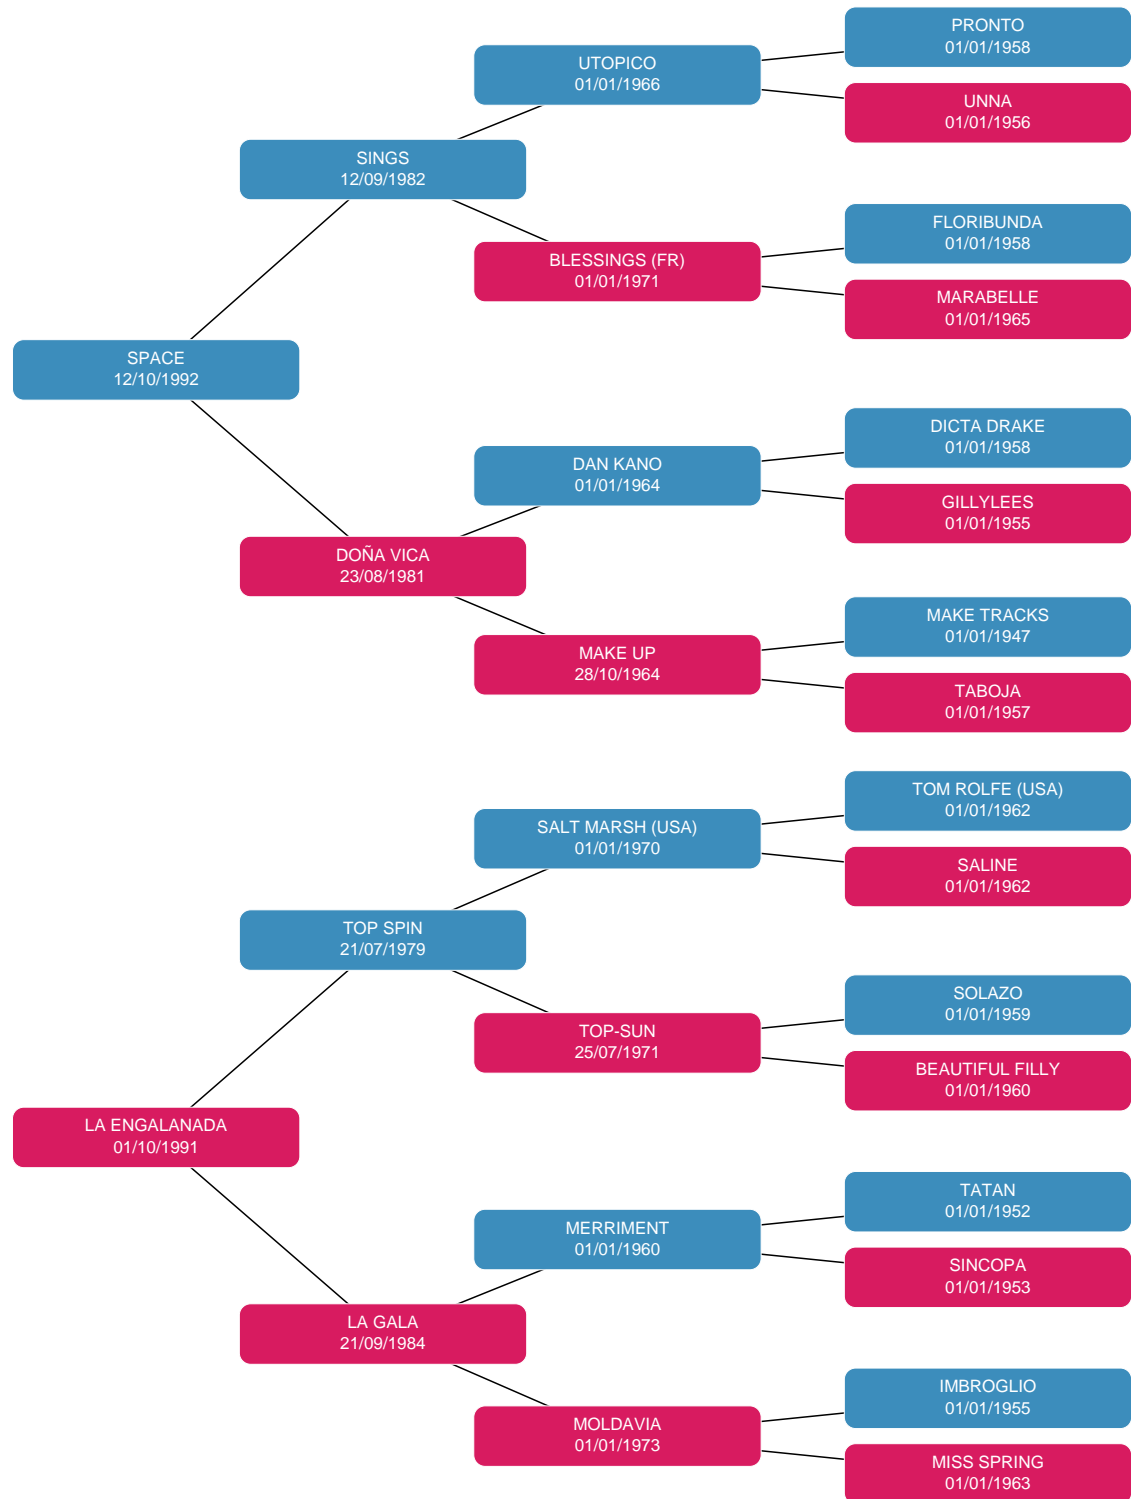 PRONTO
01/01/1958
UTOPICO
01/01/1966
UNNA
01/01/1956
SINGS
12/09/1982
FLORIBUNDA
01/01/1958
BLESSINGS (FR)
01/01/1971
MARABELLE
01/01/1965
SPACE
12/10/1992
DICTA DRAKE
01/01/1958
DAN KANO
01/01/1964
GILLYLEES
01/01/1955
DOÑA VICA
23/08/1981
MAKE TRACKS
01/01/1947
MAKE UP
28/10/1964
TABOJA
01/01/1957
TOM ROLFE (USA)
01/01/1962
SALT MARSH (USA)
01/01/1970
SALINE
01/01/1962
TOP SPIN
21/07/1979
SOLAZO
01/01/1959
TOP-SUN
25/07/1971
BEAUTIFUL FILLY
01/01/1960
LA ENGALANADA
01/10/1991
TATAN
01/01/1952
MERRIMENT
01/01/1960
SINCOPA
01/01/1953
LA GALA
21/09/1984
IMBROGLIO
01/01/1955
MOLDAVIA
01/01/1973
MISS SPRING
01/01/1963